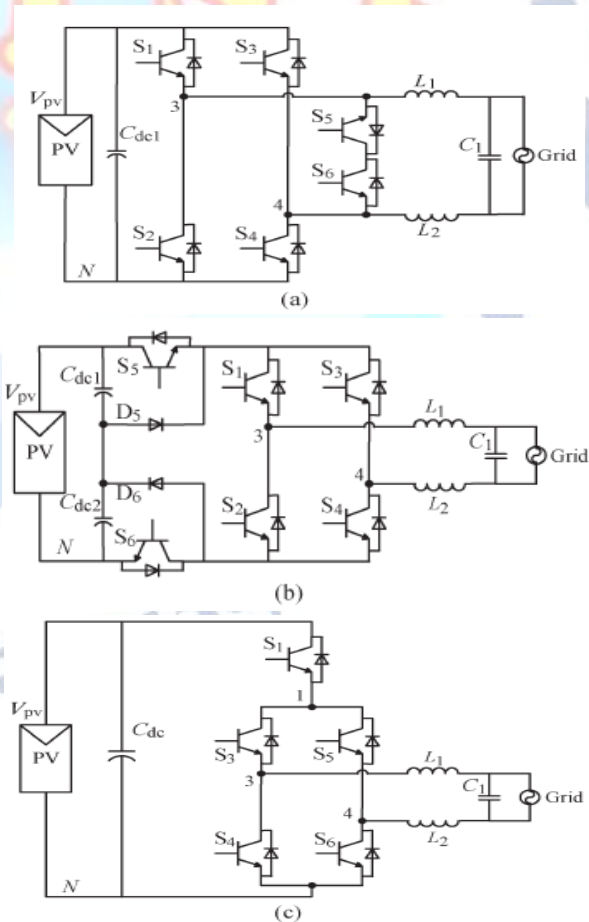 S1
S3
Vpv
PV
Cdc1
3
L1
S5
C1
Grid
S6
4
L2
S2
S4
N
(a)
S5
Cdc1
Vpv
D5
PV
D6
Cdc2
S6
N
S1
S3
3
L1
C1
Grid
4
L2
S2
S4
(b)
S1
1
Vpv
PV
Cdc
S3
S5
3
L1
C1
Grid
4
L2
S4
S6
N
(c)